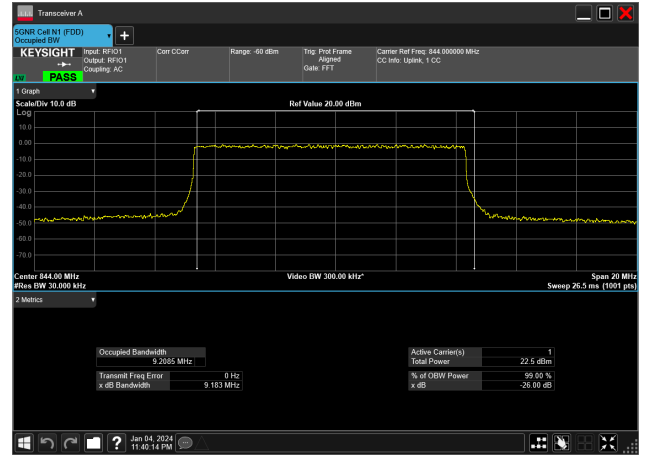 Transceiver A
5GNR Cell N1 (FDD)
Occupied BW
KEYSIGHT
LV PASS
Input: RFIO1
Output: RFIO1
Coupling: AC
Corr CCorr
Range: -60 dBm
Trig: Prot Frame
Aligned
Gate: FFT
Carrier Ref Freq: 844.000000 MHz
CC Info: Uplink, 1 CC
1 Graph
Scale/Div 10.0 dB
Ref Value 20.00 dBm
Log
10.0
0.00
-10.0
-20.0
-30.0
-40.0
-50.0
-60.0
-70.0
Center 844.00 MHz
Video BW 300.00 kHz*
Span 20 MHz
#Res BW 30.000 kHz
Sweep 26.5 ms (1001 pts)
2 Metrics
Occupied Bandwidth
9.2085 MHz
Transmit Freq Error 0 Hz
x dB Bandwidth 9.183 MHz
Active Carrier(s) 1
Total Power 22.5 dBm
% of OBW Power 99.00 %
x dB -26.00 dB
?
Jan 04, 2024
11:40:14 PM